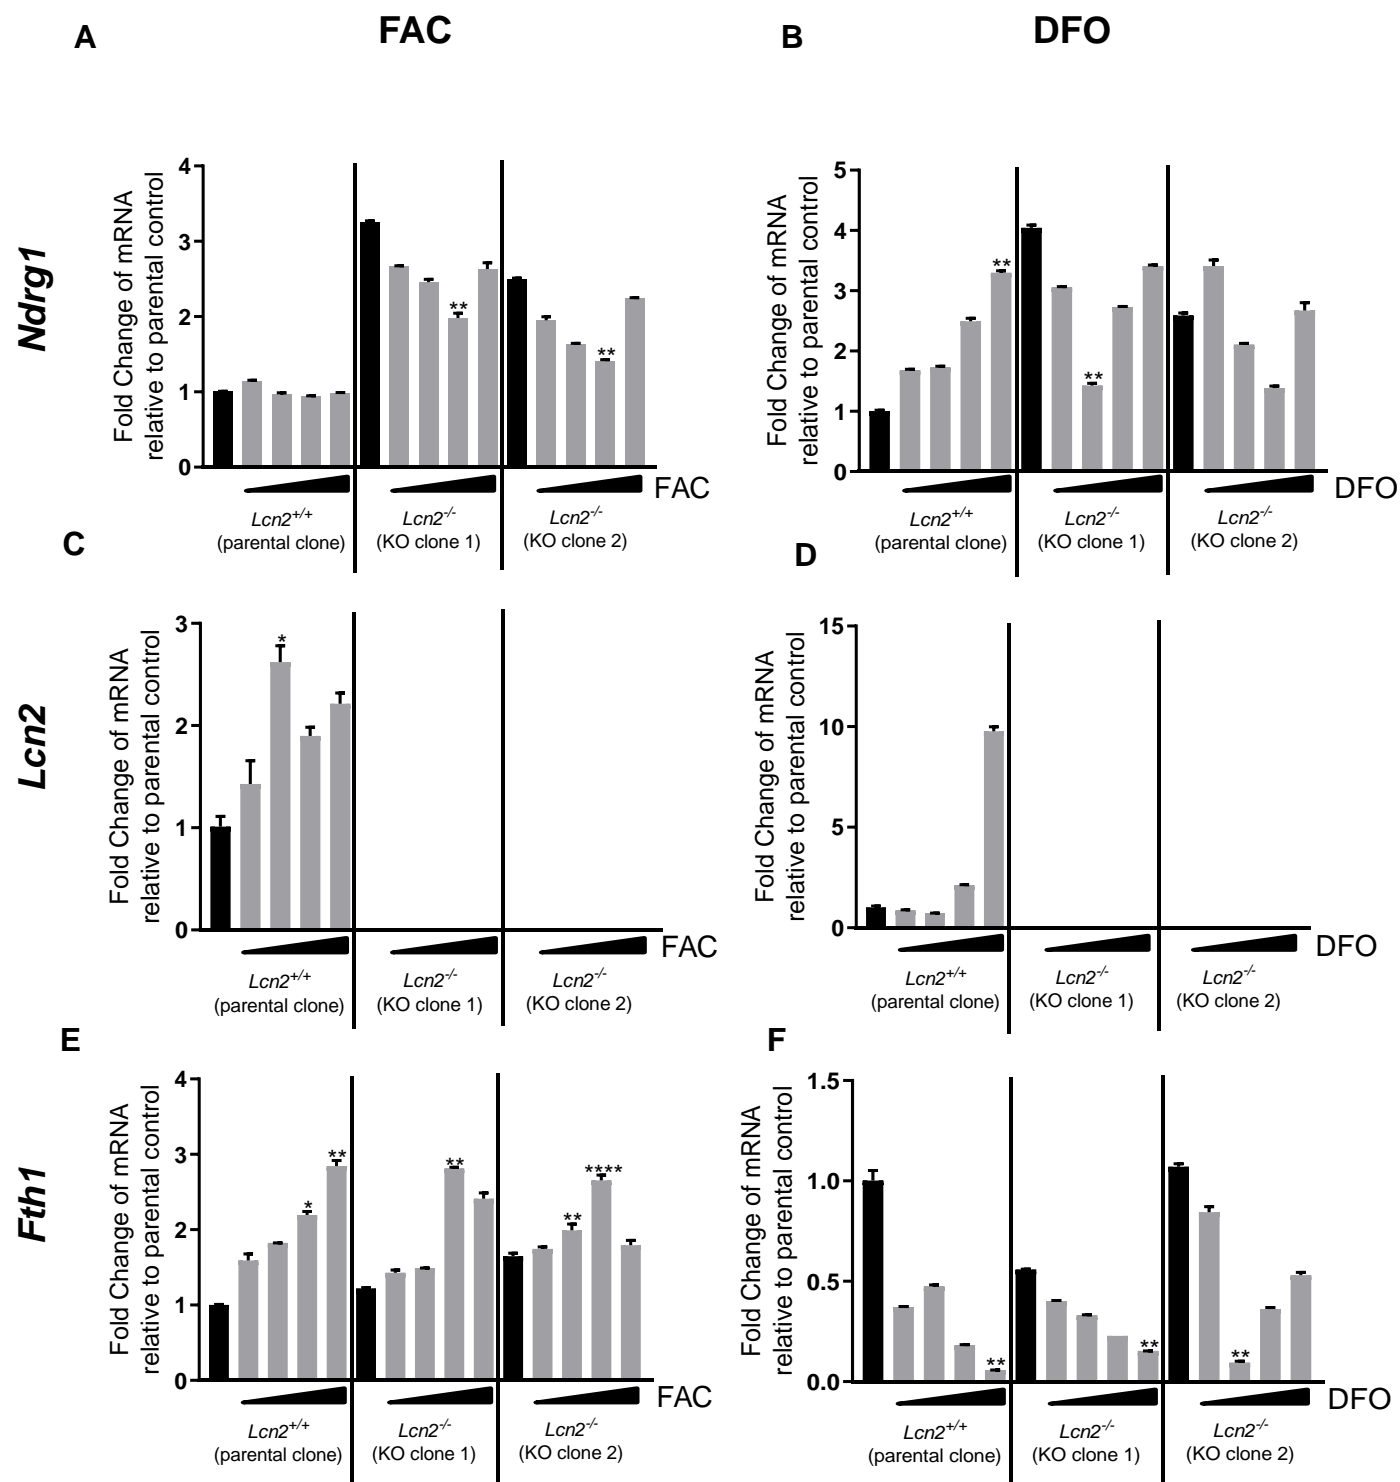 A
FAC
B
DFO
Ndrg1
Fold Change of mRNA
relative to parental control
4
3
2
1
0
**
**
FAC
Lcn2+/+
(parental clone)
Lcn2-/-
(KO clone 1)
Lcn2-/-
(KO clone 2)
Fold Change of mRNA
relative to parental control
5
4
3
2
1
0
**
**
DFO
Lcn2+/+
(parental clone)
Lcn2-/-
(KO clone 1)
Lcn2-/-
(KO clone 2)
C
D
Lcn2
Fold Change of mRNA
relative to parental control
3
2
1
0
*
FAC
Lcn2+/+
(parental clone)
Lcn2-/-
(KO clone 1)
Lcn2-/-
(KO clone 2)
Fold Change of mRNA
relative to parental control
15
10
5
0
DFO
Lcn2+/+
(parental clone)
Lcn2-/-
(KO clone 1)
Lcn2-/-
(KO clone 2)
E
F
Fth1
Fold Change of mRNA
relative to parental control
4
3
2
1
0
*
**
**
**
****
FAC
Lcn2+/+
(parental clone)
Lcn2-/-
(KO clone 1)
Lcn2-/-
(KO clone 2)
Fold Change of mRNA
relative to parental control
1.5
1.0
0.5
0.0
**
**
**
DFO
Lcn2+/+
(parental clone)
Lcn2-/-
(KO clone 1)
Lcn2-/-
(KO clone 2)